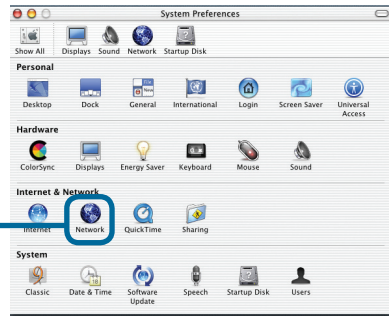 System Preferences
Show All Displays Sound Network Startup Disk
Personal
Desktop Dock General International Login Screen Saver Universal Access
Hardware
ColorSync Displays Energy Saver Keyboard Mouse Sound
Internet & Network
Internet Network QuickTime Sharing
System
18
Classic Date & Time Software Update Speech Startup Disk Users